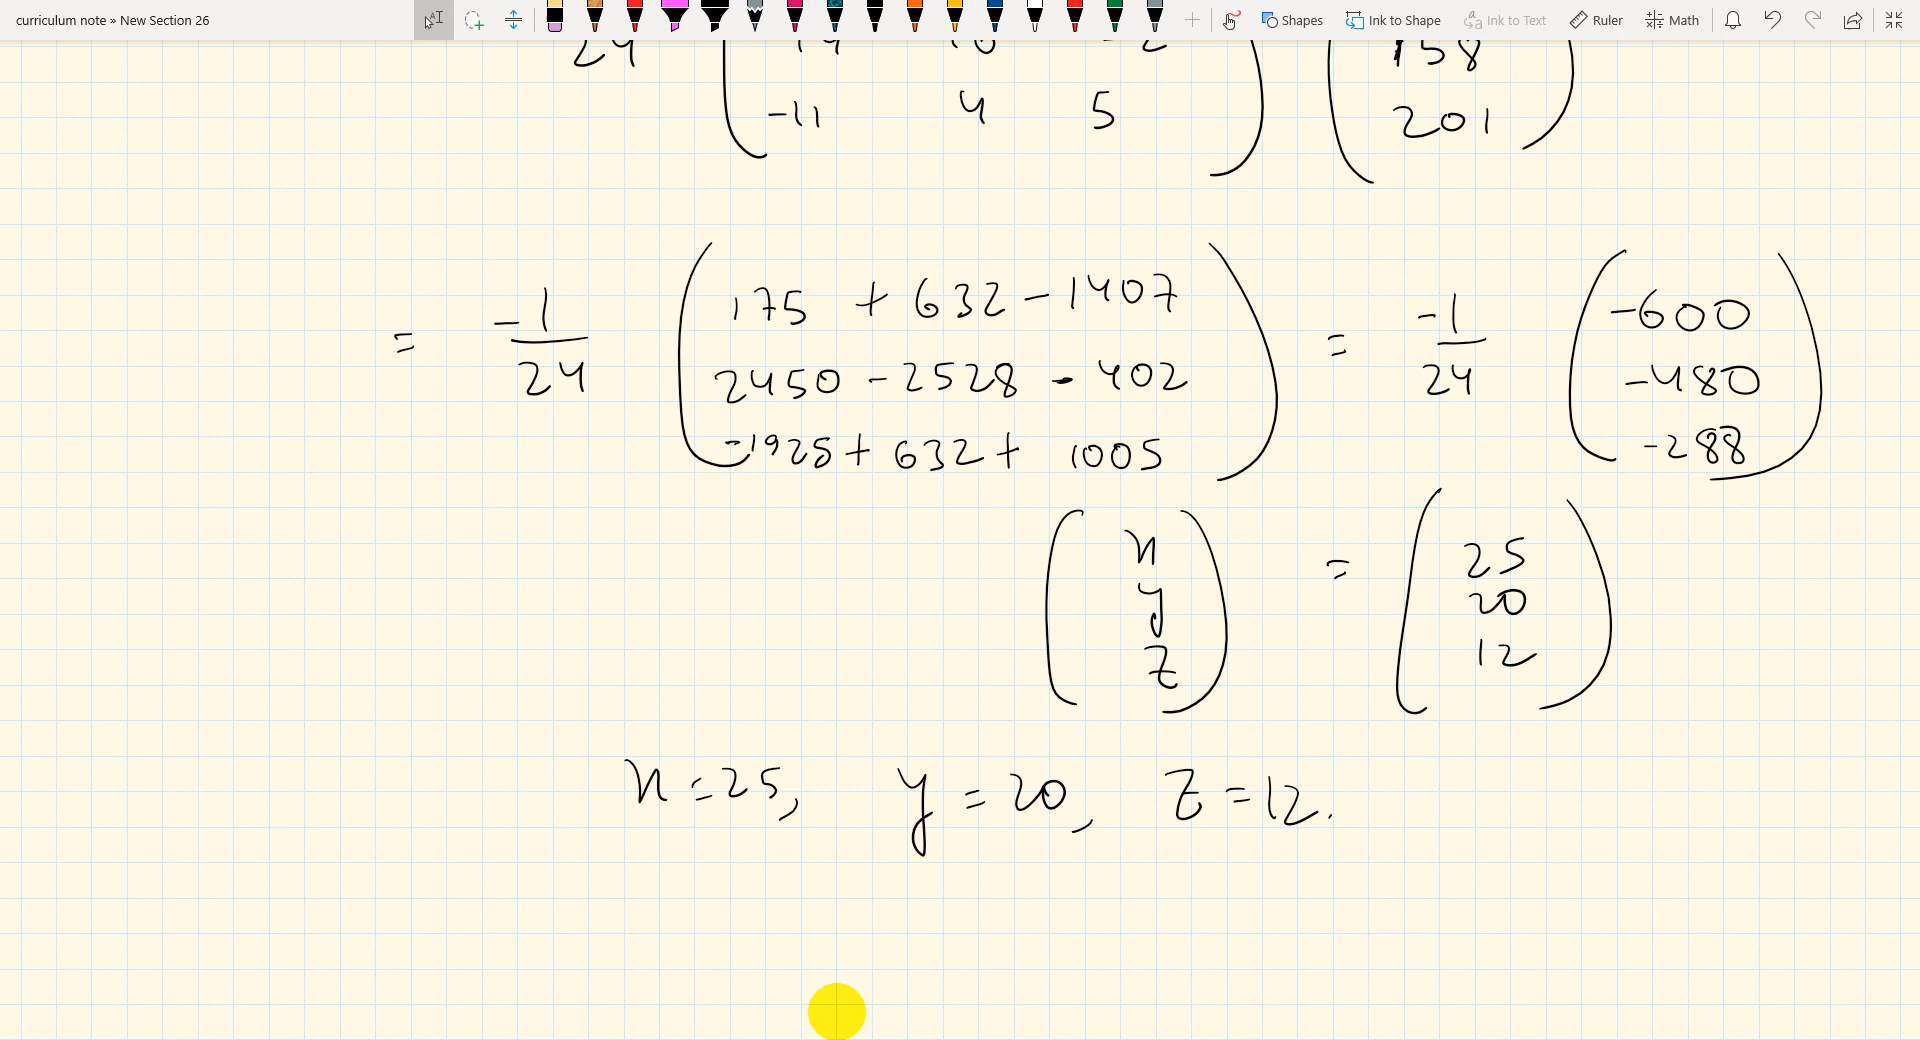 curriculum note » New Section 26
Shapes Ink to Shape Ink to Text Ruler Math
24 158
-11 4 5 201
= -1/24 ( 175 + 632 - 1407 = -1/24 ( -600
2450 - 2528 - 402 -480
-1925 + 632 + 1005 ) -288 )
( x = ( 25
y 20
z ) 12 )
x = 25, y = 20, z = 12.